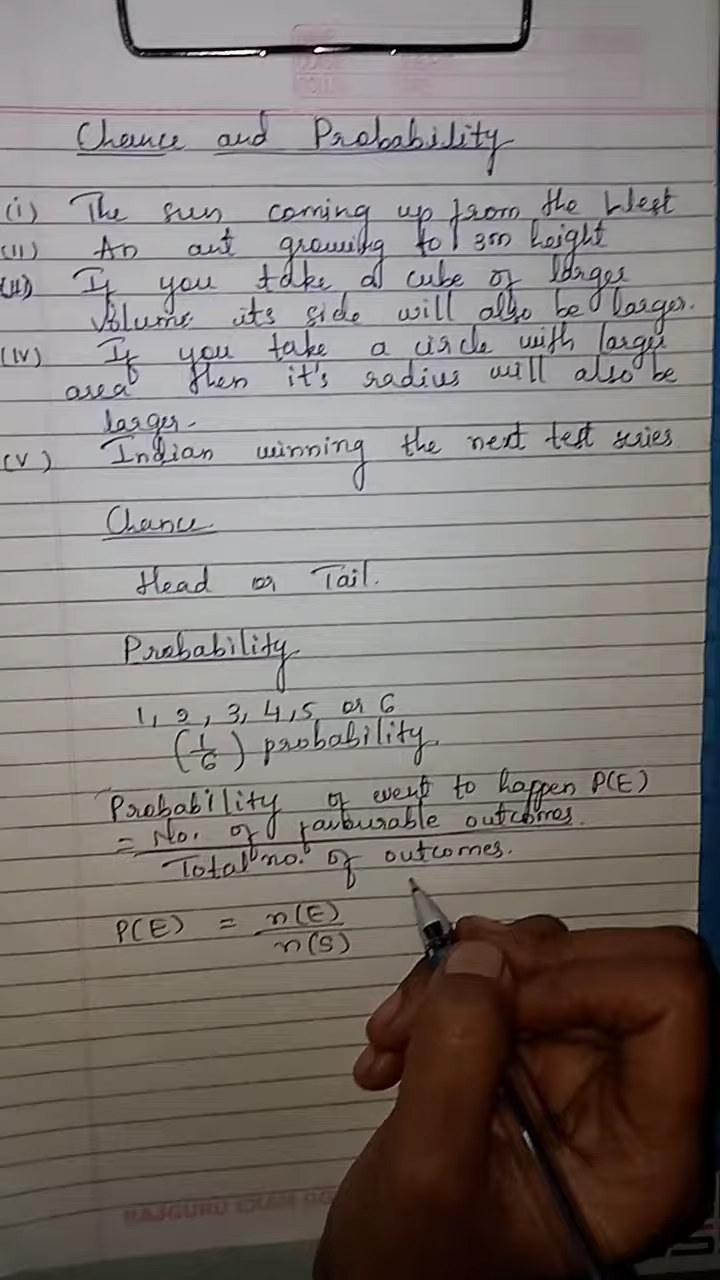 Chance and Probability
(i) The sun coming up from the West
(11) An ant growing to 3m height
(iii) If you take a cube of larger
volume its side will also be larger.
(iv) If you take a circle with larger
area then it's radius will also be
larger.
(v) Indian winning the next test series
Chance
Head or Tail.
Probability
1, 2, 3, 4, 5, or 6
(1/6) probability.
Probability of event to happen P(E)
= No. of favourable outcomes.
Total no. of outcomes.
P(E) = n(E)
n(S)
RAJGURU